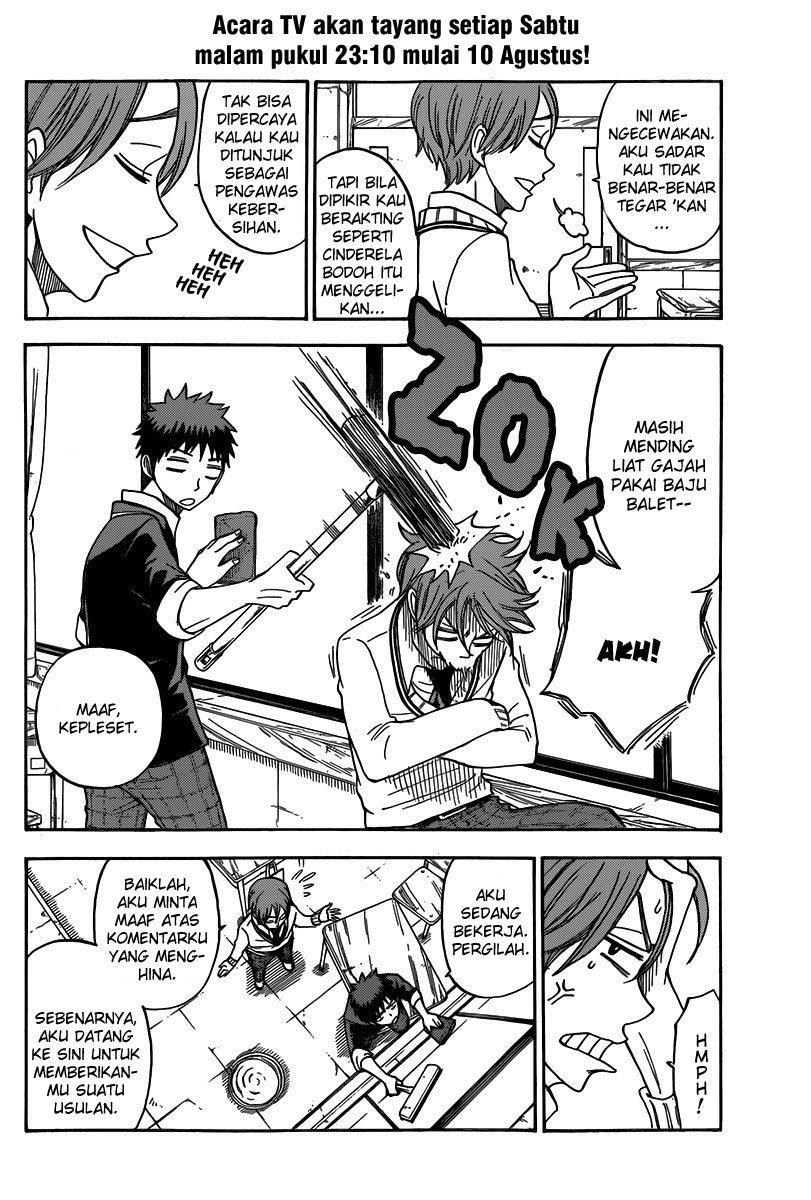 Acara TV akan tayang setiap Sabtu
malam pukul 23:10 mulai 10 Agustus!
INI ME-
NGECEWAKAN.
AKU SADAR
KAU TIDAK
BENAR-BENAR
TEGAR 'KAN
...
TAPI BILA
DIPIKIR KAU
BERAKTING
SEPERTI
CINDERELA
BODOH ITU
MENGGELI-
KAN...
TAK BISA
DIPERCAYA
KALAU KAU
DITUNJUK
SEBAGAI
PENGAWAS
KEBER-
SIHAN.
HEH
HEH
HEH
MASIH
MENDING
LIAT GAJAH
PAKAI BAJU
BALET--
ZOK
AKH!
MAAF,
KEPLESET.
HMPH!
AKU
SEDANG
BEKERJA.
PERGILAH.
BAIKLAH,
AKU MINTA
MAAF ATAS
KOMENTARKU
YANG MENG-
HINA.
SEBENARNYA,
AKU DATANG
KE SINI UNTUK
MEMBERIKAN-
MU SUATU
USULAN.